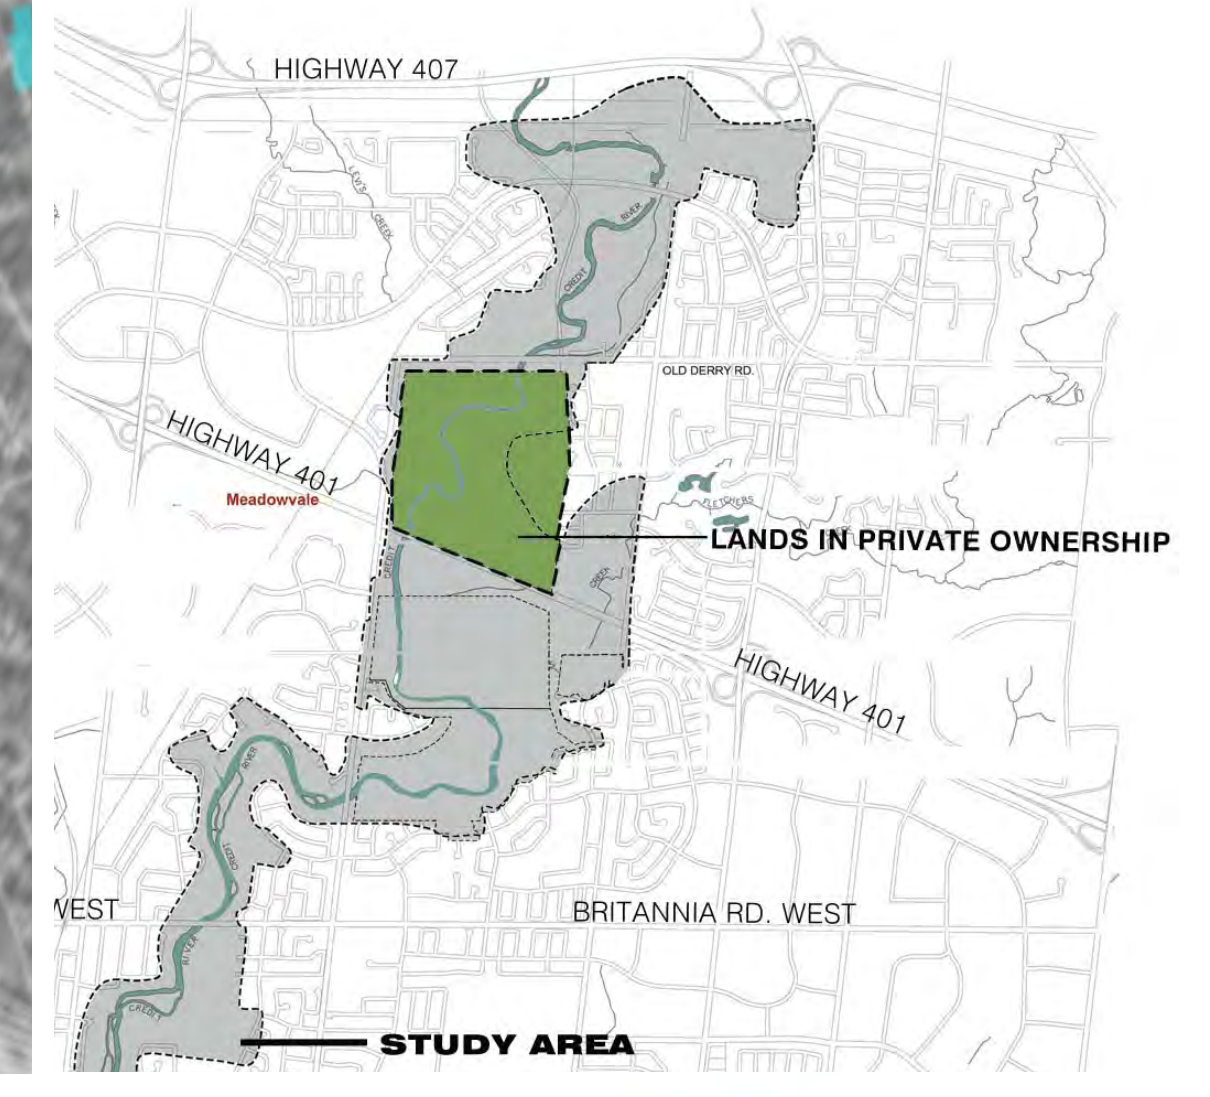 HIGHWAY 407
LEVI'S
CREEK
RIVER
CREDIT
OLD DERRY RD.
HIGHWAY 401
Meadowvale
FLETCHERS
LANDS IN PRIVATE OWNERSHIP
CREDIT
CREEK
HIGHWAY 401
RIVER
CREDIT
WEST
BRITANNIA RD. WEST
RIVER
CREDIT
STUDY AREA